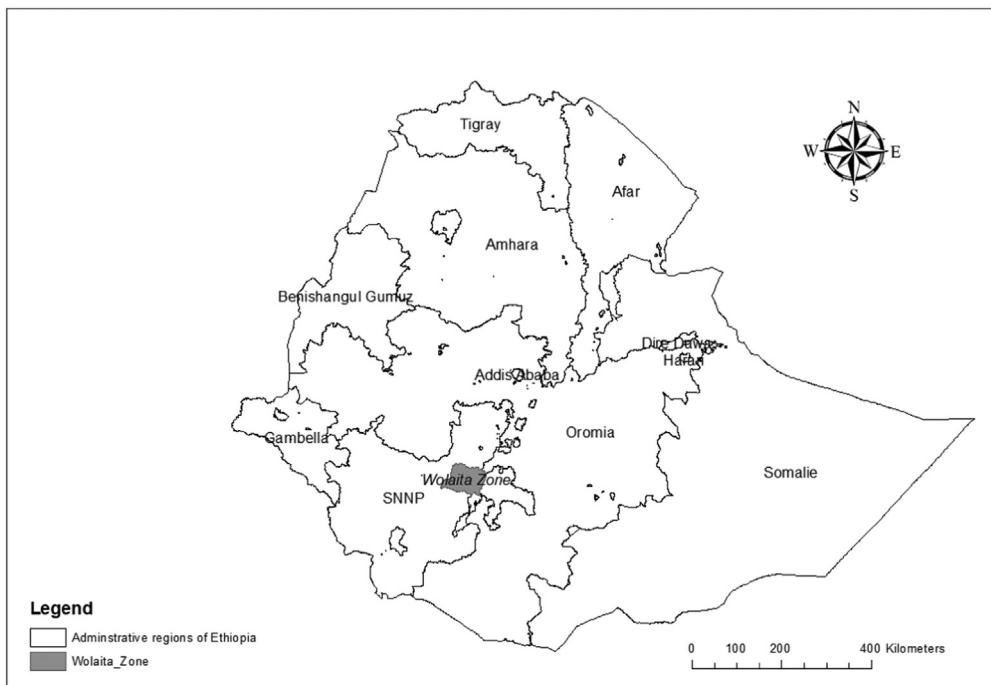 N
W E
S
Tigray
Afar
Amhara
Benishangul Gumuz
Dire Dawa
Harari
Addis Ababa
Oromia
Gambella
Somalie
Wolaita Zone
SNNP
Legend
Adminstrative regions of Ethiopia
Wolaita_Zone
0 100 200 400 Kilometers